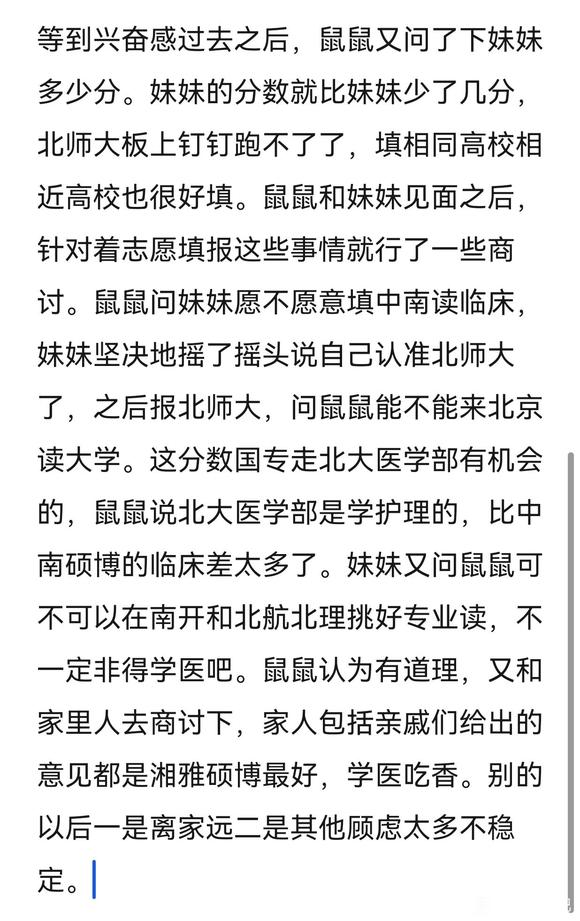 等到兴奋感过去之后，鼠鼠又问了下妹妹
多少分。妹妹的分数就比妹妹少了几分，
北师大板上钉钉跑不了了，填相同高校相
近高校也很好填。鼠鼠和妹妹见面之后，
针对着志愿填报这些事情就行了一些商
讨。鼠鼠问妹妹愿不愿意填中南读临床，
妹妹坚决地摇了摇头说自己认准北师大
了，之后报北师大，问鼠鼠能不能来北京
读大学。这分数国专走北大医学部有机会
的，鼠鼠说北大医学部是学护理的，比中
南硕博的临床差太多了。妹妹又问鼠鼠可
不可以在南开和北航北理挑好专业读，不
一定非得学医吧。鼠鼠认为有道理，又和
家里人去商讨下，家人包括亲戚们给出的
意见都是湘雅硕博最好，学医吃香。别的
以后一是离家远二是其他顾虑太多不稳
定。